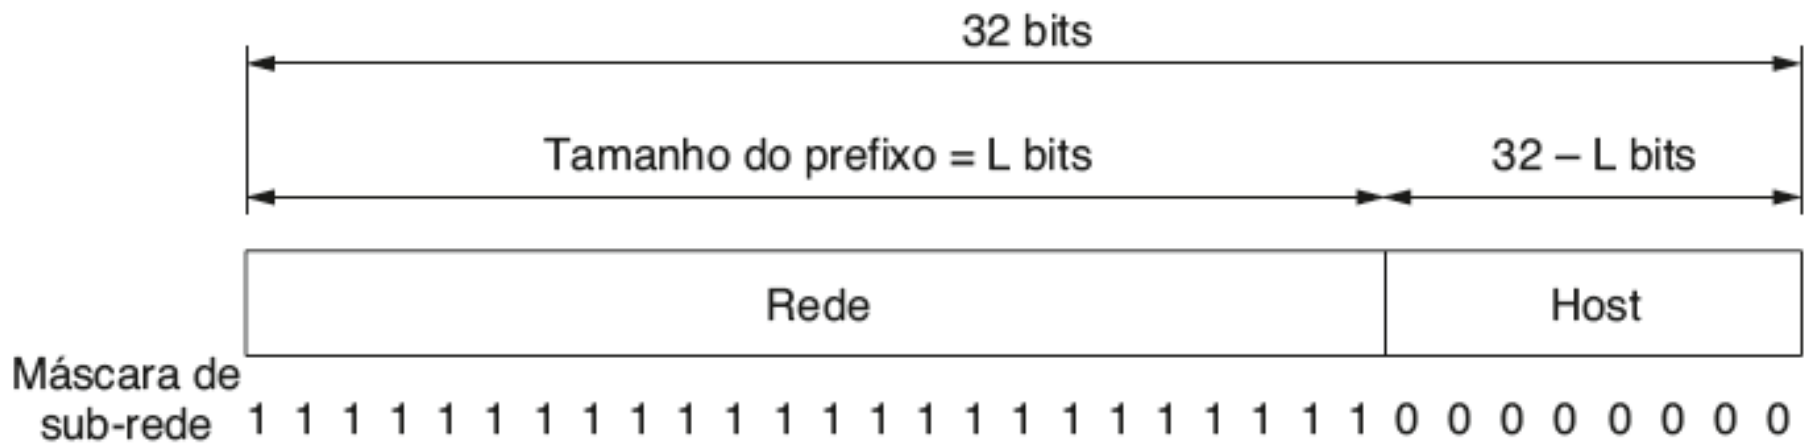 32 bits
Tamanho do prefixo = L bits
32 – L bits
Rede
Host
Máscara de
sub-rede
1 1 1 1 1 1 1 1 1 1 1 1 1 1 1 1 1 1 1 1 1 1 1 1 0 0 0 0 0 0 0 0